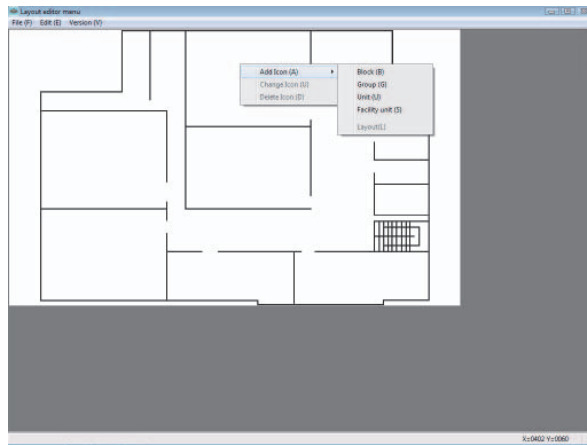 Layout editor menu
File (F) Edit (E) Version (V)
Add Icon (A)
Change Icon (U)
Delete Icon (D)
Block (B)
Group (G)
Unit (U)
Facility unit (S)
Layout(L)
X=0402 Y=0060